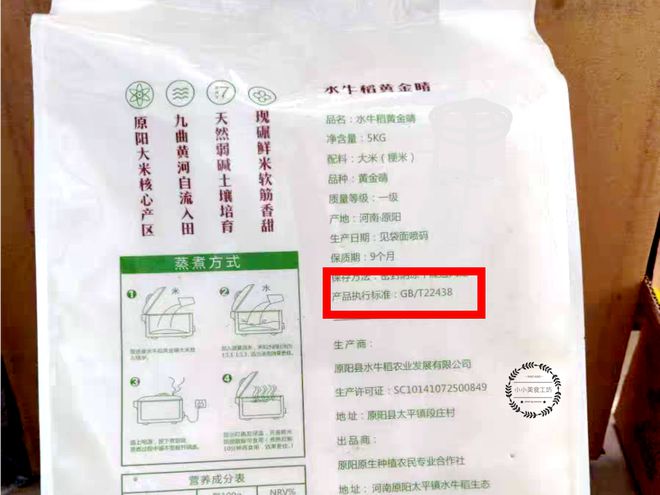 水牛稻黄金晴
原阳大米核心产区
九曲黄河自流入田
天然弱碱土壤培育
现碾鲜米软筋香甜
7
品名：水牛稻黄金晴
净含量：5KG
配料：大米（粳米）
品种：黄金晴
质量等级：一级
产地：河南·原阳
生产日期：见袋面喷码
保质期：9个月
产品执行标准：GB/T22438
生产商：
原阳县水牛稻农业发展有限公司
生产许可证：SC10141072500849
地址：原阳县太平镇段庄村
出品商：
原阳原生种植农民专业合作社
地址：河南原阳太平镇水牛稻生态
蒸煮方式
1
米
2
水
3
4
营养成分表
NRV%
小小美食工坊